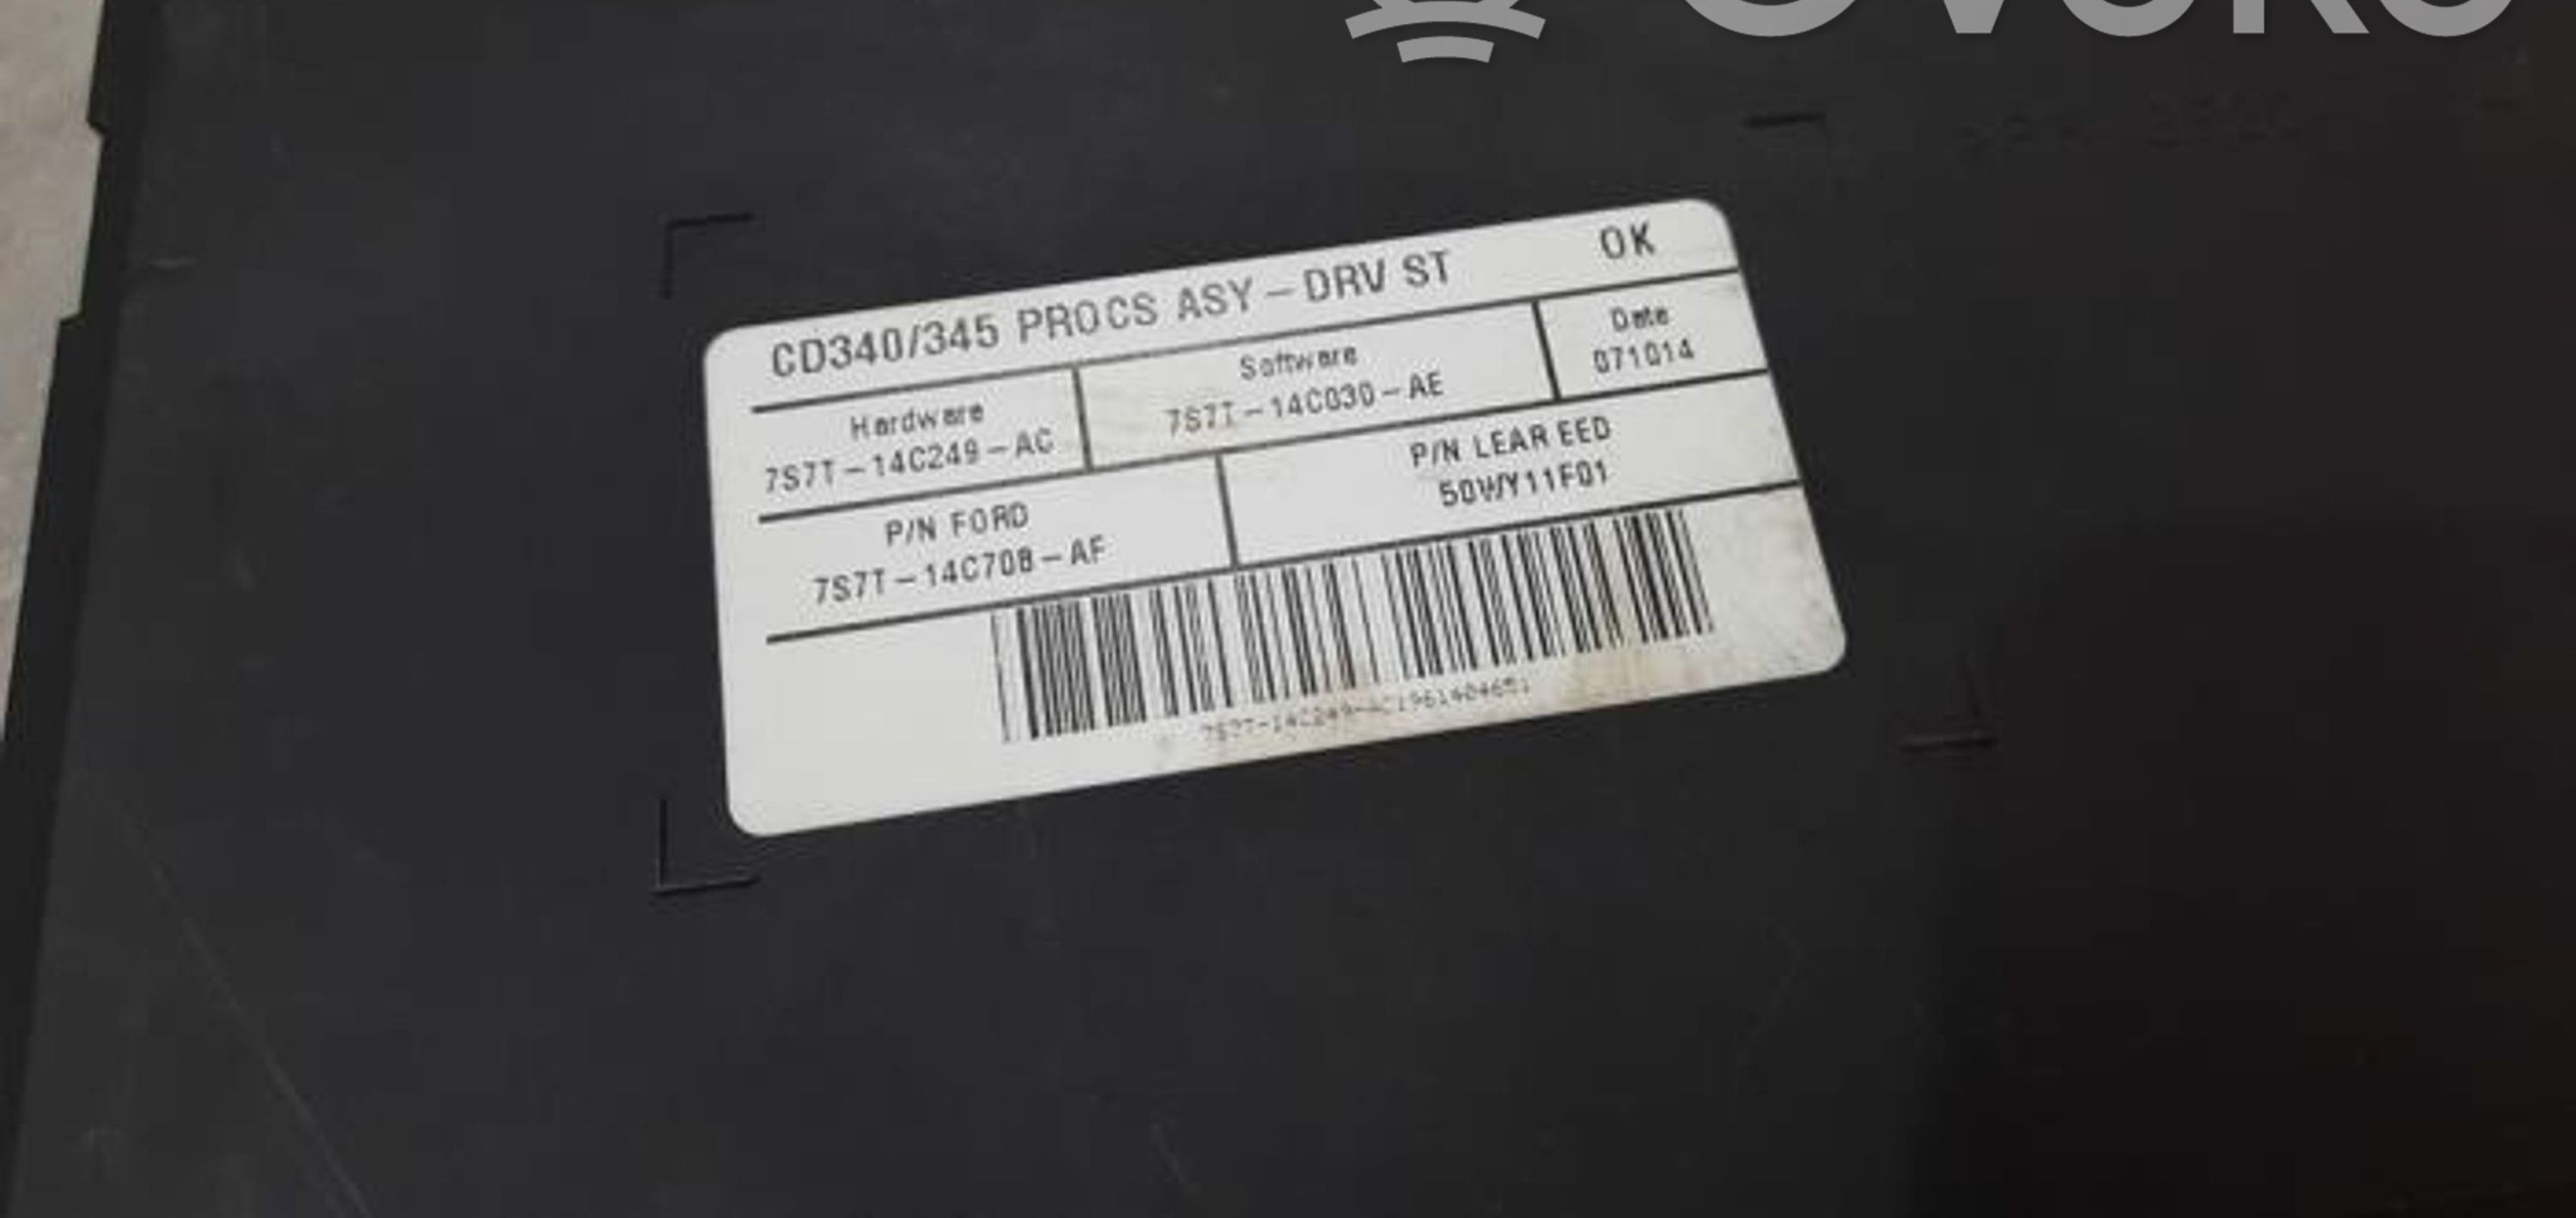 CD340/345 PROCS ASY – DRV ST OK
Hardware
7S7T – 14C249 – AC
Software
7S7T – 14C030 – AE
Date
071014
P/N FORD
7S7T – 14C708 – AF
P/N LEAR EED
50WY11F01